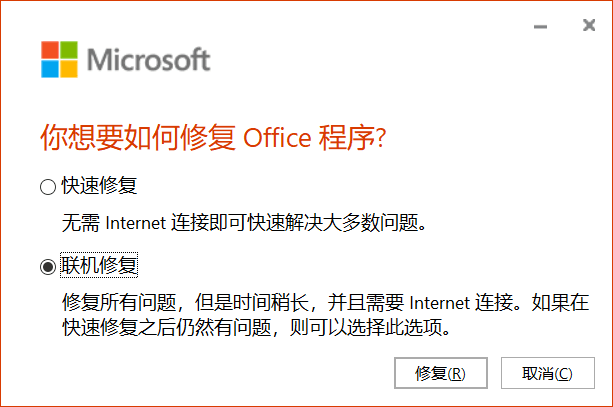 Microsoft
你想要如何修复 Office 程序?
快速修复
无需 Internet 连接即可快速解决大多数问题。
联机修复
修复所有问题，但是时间稍长，并且需要 Internet 连接。如果在
快速修复之后仍然有问题，则可以选择此选项。
修复(R) 取消(C)